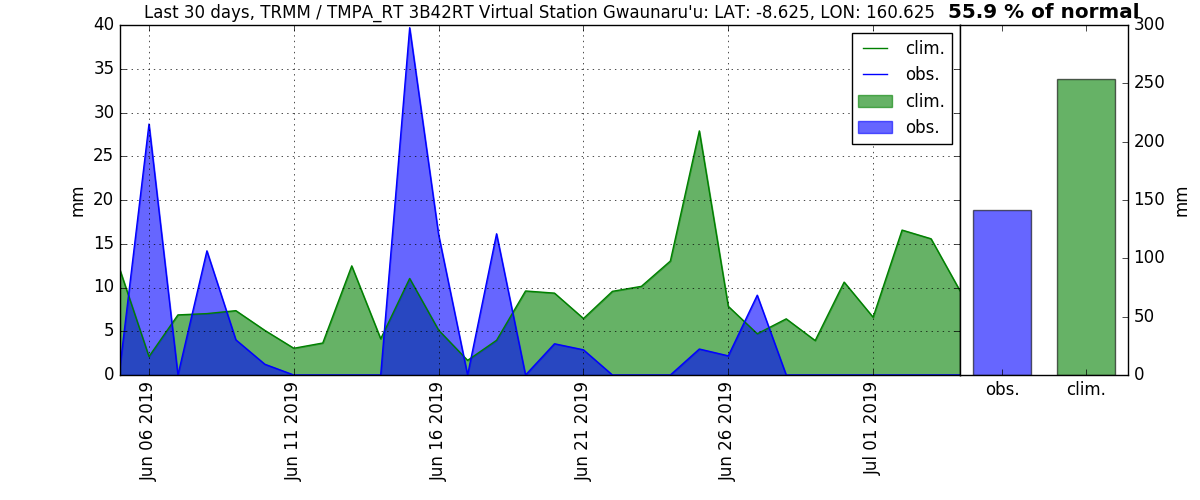 Last 30 days, TRMM / TMPA_RT 3B42RT Virtual Station Gwaunaru'u: LAT: -8.625, LON: 160.625
55.9 % of normal
40
35
30
25
20
15
10
5
0
mm
clim.
obs.
clim.
obs.
300
250
200
150
100
50
0
mm
Jun 06 2019
Jun 11 2019
Jun 16 2019
Jun 21 2019
Jun 26 2019
Jul 01 2019
obs.
clim.